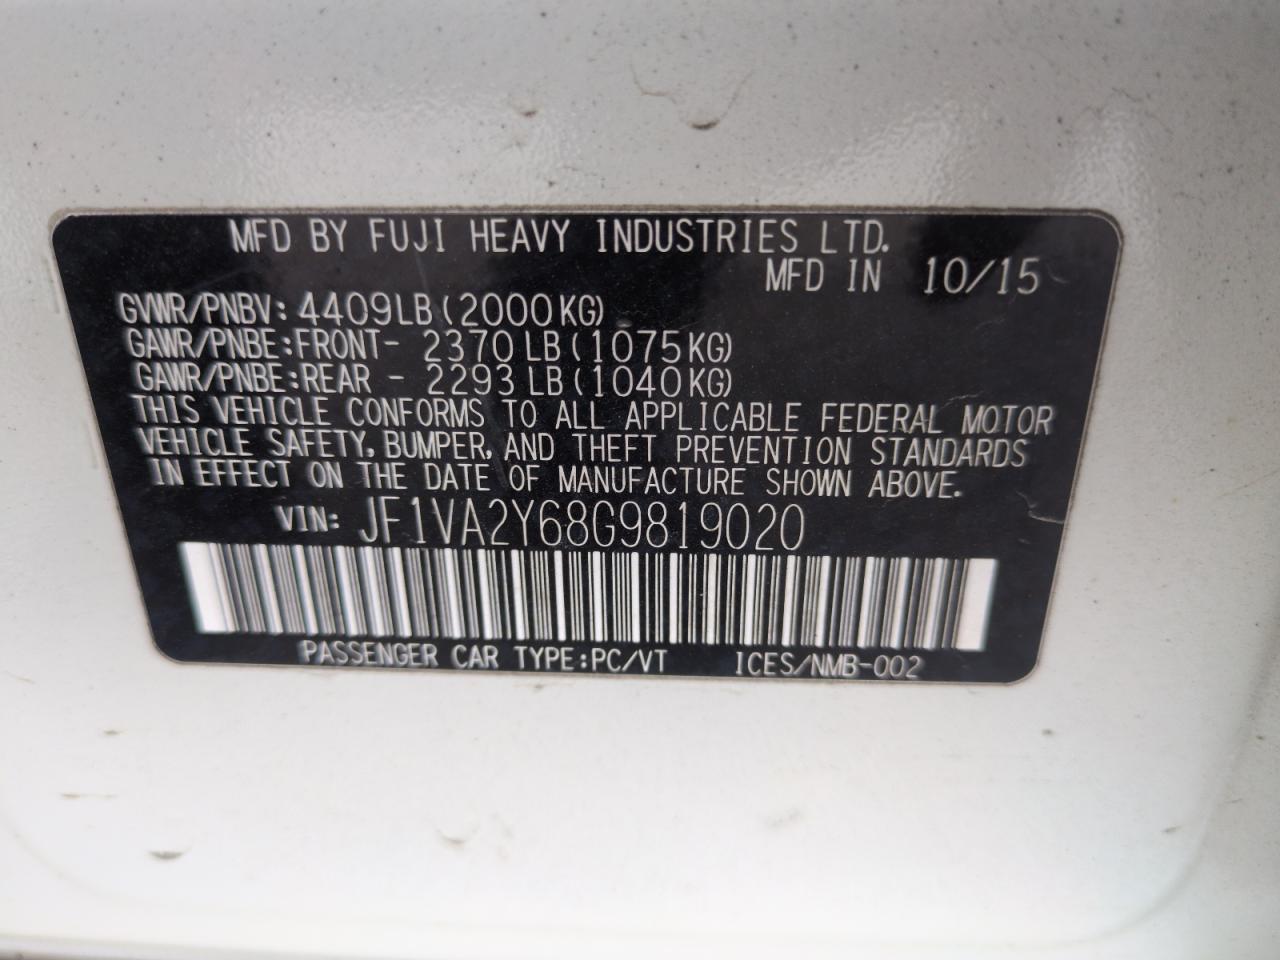 MFD BY FUJI HEAVY INDUSTRIES LTD.
MFD IN 10/15
GVWR/PNBV: 4409LB(2000KG)
GAWR/PNBE:FRONT- 2370LB(1075KG)
GAWR/PNBE:REAR - 2293LB(1040KG)
THIS VEHICLE CONFORMS TO ALL APPLICABLE FEDERAL MOTOR
VEHICLE SAFETY, BUMPER, AND THEFT PREVENTION STANDARDS
IN EFFECT ON THE DATE OF MANUFACTURE SHOWN ABOVE.
VIN: JF1VA2Y68G9819020
PASSENGER CAR TYPE:PC/VT ICES/NMB-002